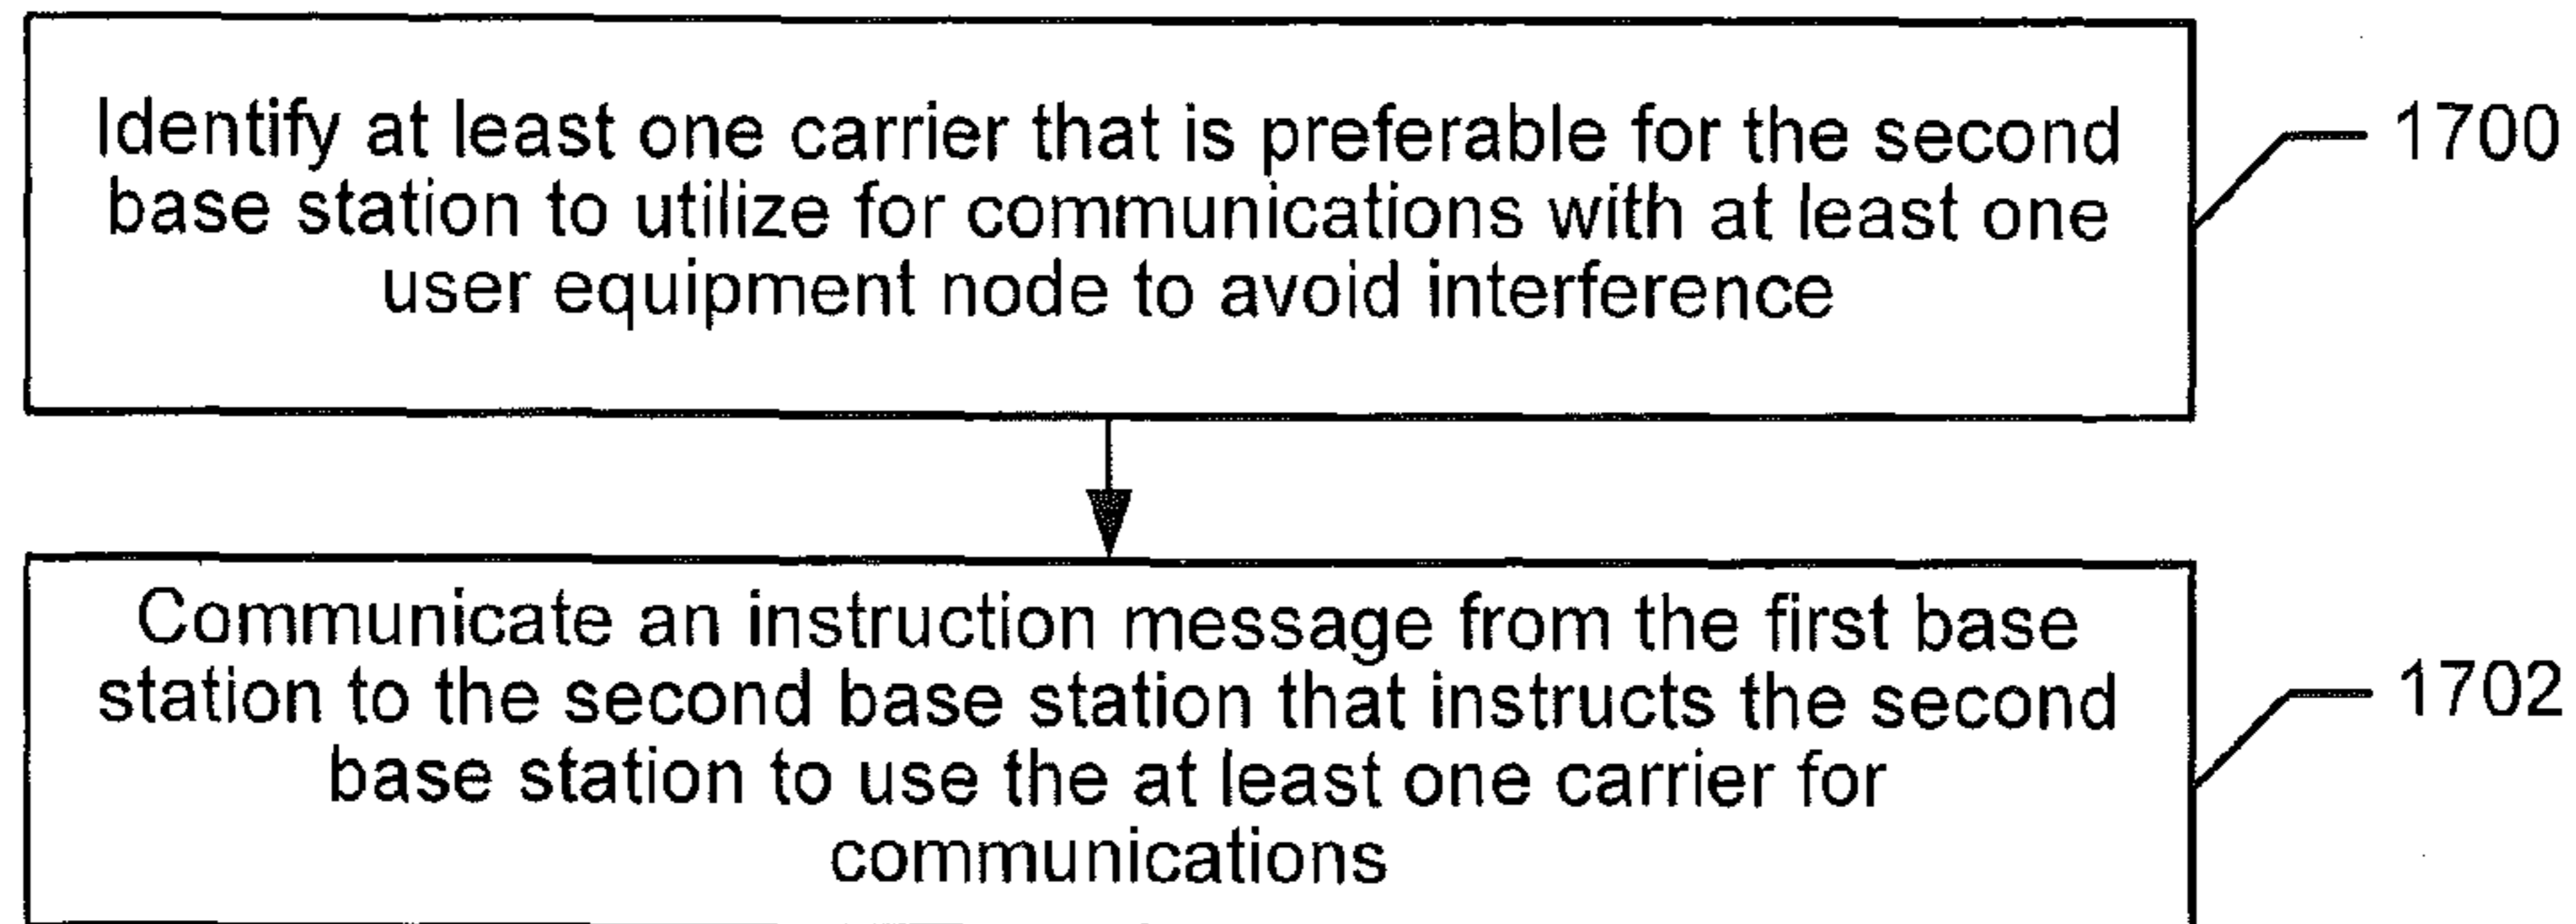 Identify at least one carrier that is preferable for the second
base station to utilize for communications with at least one
user equipment node to avoid interference
1700
Communicate an instruction message from the first base
station to the second base station that instructs the second
base station to use the at least one carrier for
communications
1702